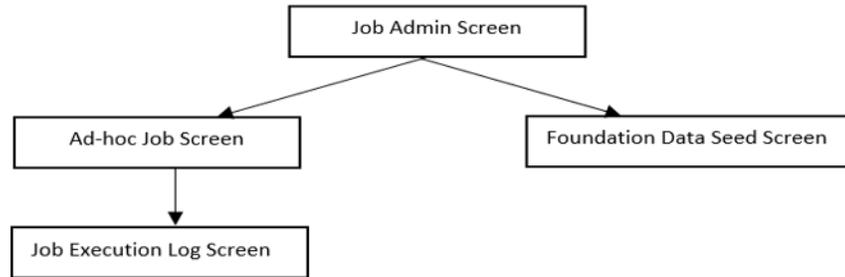 Job Admin Screen
Ad-hoc Job Screen
Foundation Data Seed Screen
Job Execution Log Screen